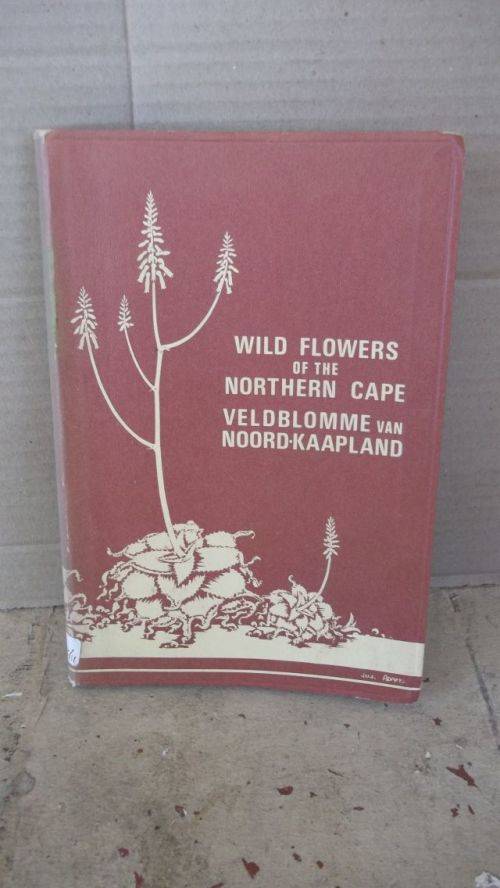 WILD FLOWERS
OF THE
NORTHERN CAPE
VELDBLOMME VAN
NOORD-KAAPLAND